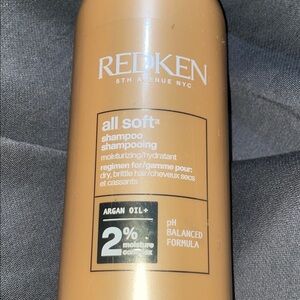 REDKEN
5TH AVENUE NYC
all soft
shampoo
shampooing
moisturizing/hydratant
regimen for/gamme pour:
dry, brittle hair/cheveux secs
et cassants
ARGAN OIL+
2%
moisture
complex
pH
BALANCED
FORMULA